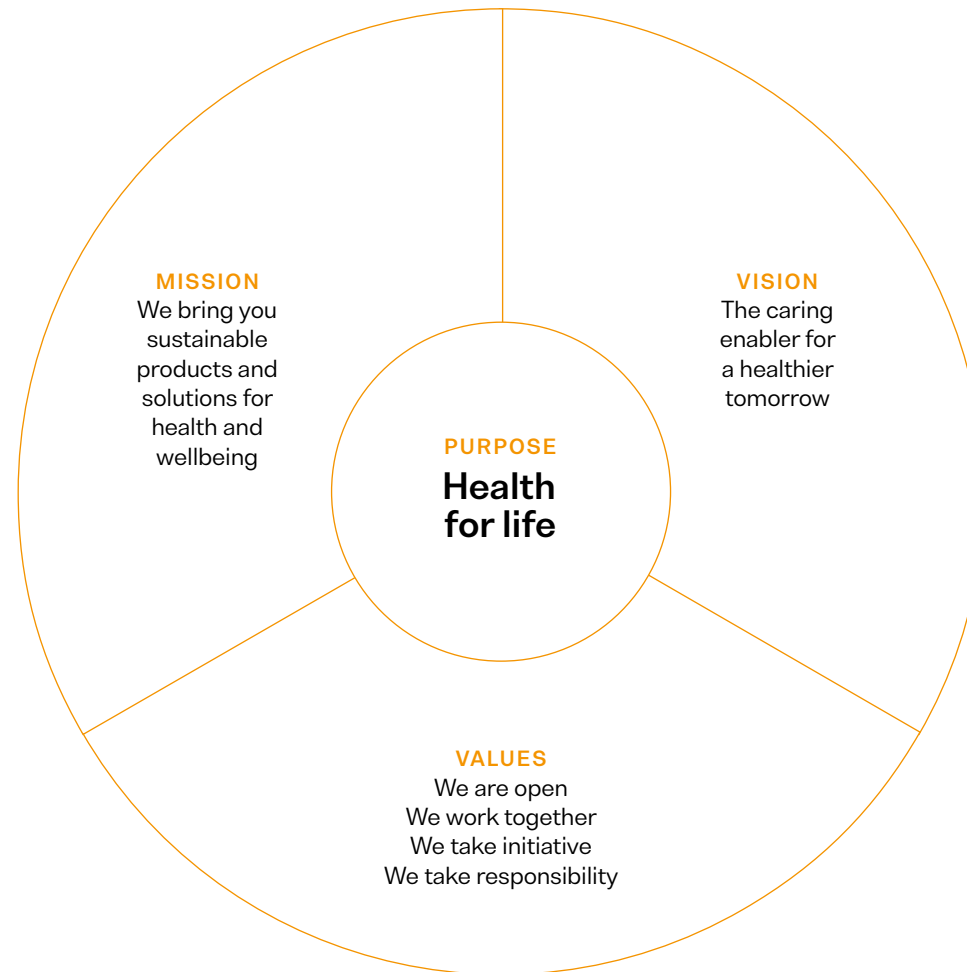 MISSION
We bring you
sustainable
products and
solutions for
health and
wellbeing
VISION
The caring
enabler for
a healthier
tomorrow
PURPOSE
Health
for life
VALUES
We are open
We work together
We take initiative
We take responsibility